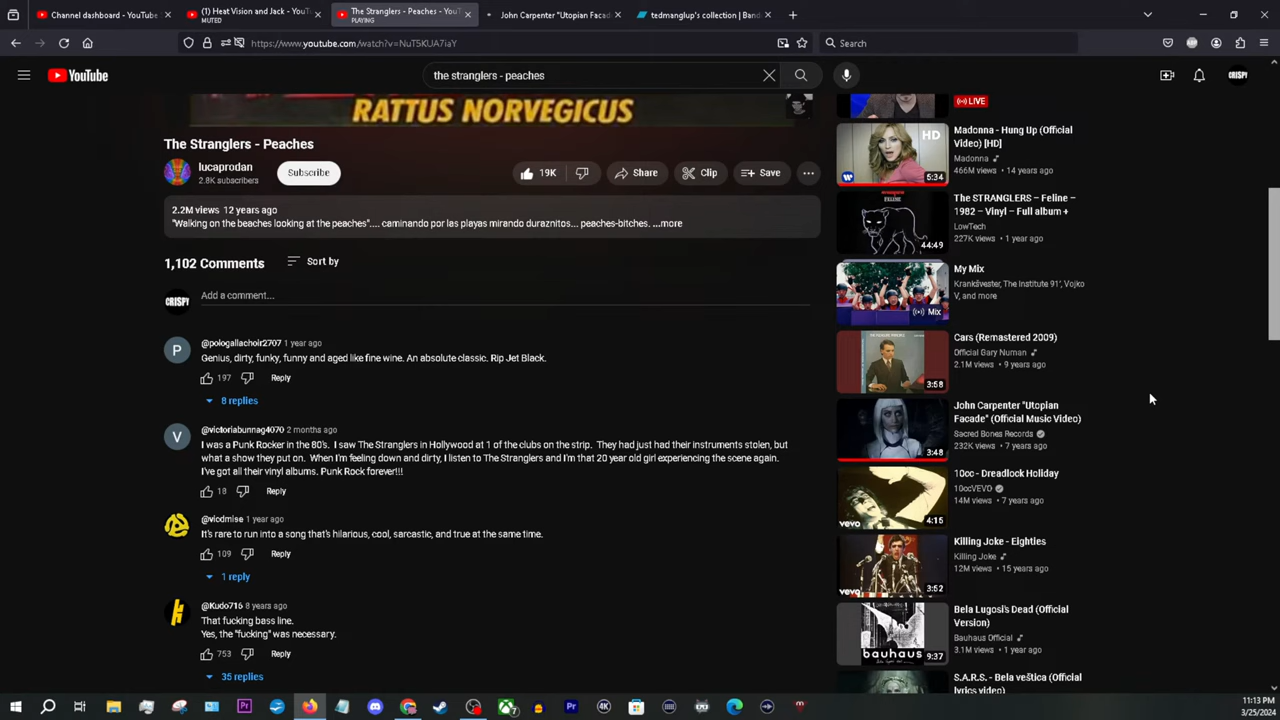 Channel dashboard - YouTube
(1) Heat Vision and Jack - YouT
MUTED
The Stranglers - Peaches - YouT
PLAYING
John Carpenter "Utopian Facad
tedmanglup's collection | Band
https://www.youtube.com/watch?v=NuT5KUA7iaY
Search
YouTube
the stranglers - peaches
CRISPY
RATTUS NORVEGICUS
The Stranglers - Peaches
lucaprodan
2.8K subscribers
Subscribe
19K
Share
Clip
Save
2.2M views 12 years ago
"Walking on the beaches looking at the peaches".... caminando por las playas mirando duraznitos... peaches-bitches. ...more
1,102 Comments
Sort by
CRISPY
Add a comment...
P
@poiogallachoir2707 1 year ago
Genius, dirty, funky, funny and aged like fine wine. An absolute classic. Rip Jet Black.
197
Reply
8 replies
V
@victoriabunnag4070 2 months ago
I was a Punk Rocker in the 80's. I saw The Stranglers in Hollywood at 1 of the clubs on the strip. They had just had their instruments stolen, but
what a show they put on. When I'm feeling down and dirty, I listen to The Stranglers and I'm that 20 year old girl experiencing the scene again.
I've got all their vinyl albums. Punk Rock forever!!!
18
Reply
@vicdmise 1 year ago
It's rare to run into a song that's hilarious, cool, sarcastic, and true at the same time.
109
Reply
1 reply
@Kudo716 8 years ago
That fucking bass line.
Yes, the "fucking" was necessary.
753
Reply
35 replies
LIVE
HD
5:34
Madonna - Hung Up (Official
Video) [HD]
Madonna
466M views • 14 years ago
FELINE
44:49
The STRANGLERS – Feline –
1982 – Vinyl – Full album +
LowTech
227K views • 1 year ago
Mix
My Mix
Krankšvester, The Institute 91', Vojko
V, and more
3:58
Cars (Remastered 2009)
Official Gary Numan
2.1M views • 9 years ago
3:48
John Carpenter "Utopian
Facade" (Official Music Video)
Sacred Bones Records
232K views • 7 years ago
vevo
4:15
10cc - Dreadlock Holiday
10ccVEVO
14M views • 7 years ago
vevo
3:52
Killing Joke - Eighties
Killing Joke
12M views • 15 years ago
bauhaus
9:37
Bela Lugosi's Dead (Official
Version)
Bauhaus Official
3.1M views • 1 year ago
S.A.R.S. - Bela veštica (Official
lyrics video)
11:13 PM
3/25/2024